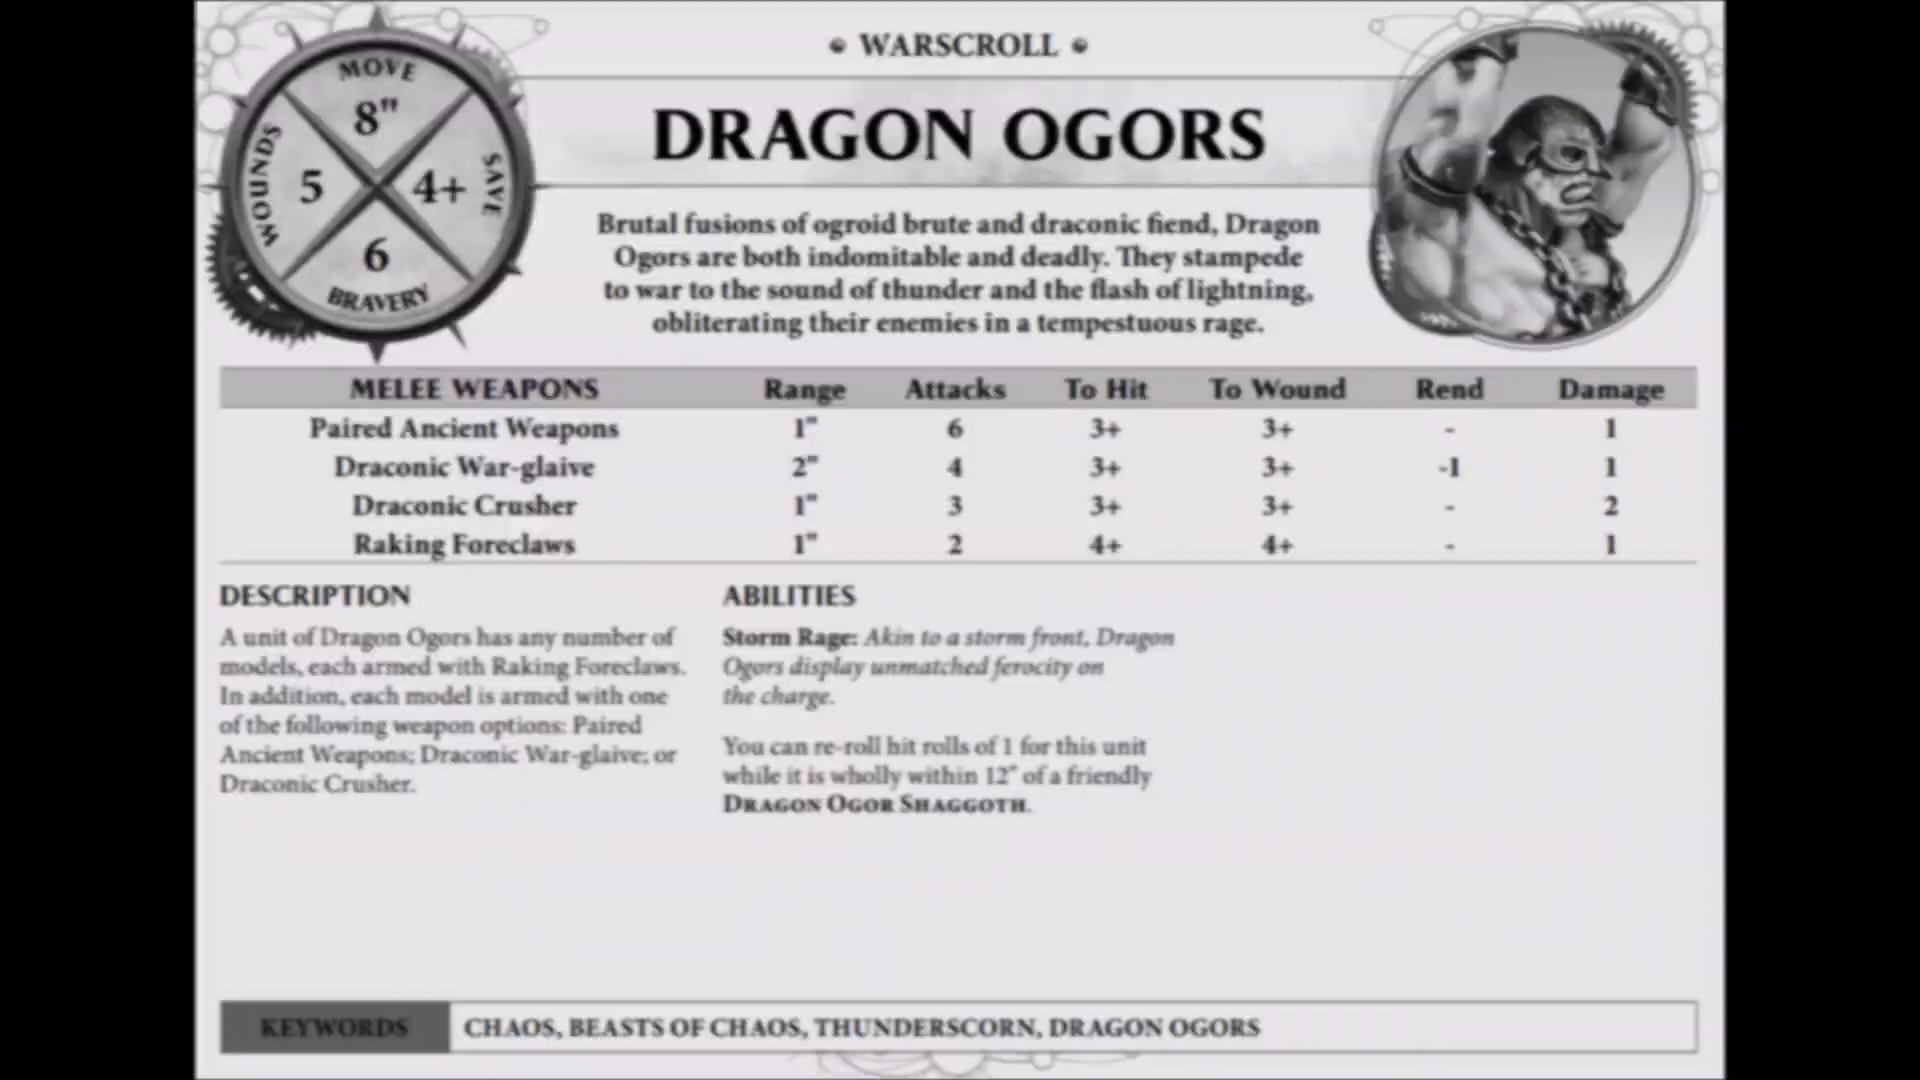 WARSCROLL
DRAGON OGORS
MOVE
8"
WOUNDS
5
4+
SAVE
6
BRAVERY
Brutal fusions of ogroid brute and draconic fiend, Dragon
Ogors are both indomitable and deadly. They stampede
to war to the sound of thunder and the flash of lightning,
obliterating their enemies in a tempestuous rage.
MELEE WEAPONS Range Attacks To Hit To Wound Rend Damage
Paired Ancient Weapons 1" 6 3+ 3+ - 1
Draconic War-glaive 2" 4 3+ 3+ -1 1
Draconic Crusher 1" 3 3+ 3+ - 2
Raking Foreclaws 1" 2 4+ 4+ - 1
DESCRIPTION
A unit of Dragon Ogors has any number of
models, each armed with Raking Foreclaws.
In addition, each model is armed with one
of the following weapon options: Paired
Ancient Weapons; Draconic War-glaive; or
Draconic Crusher.
ABILITIES
Storm Rage: Akin to a storm front, Dragon
Ogors display unmatched ferocity on
the charge.
You can re-roll hit rolls of 1 for this unit
while it is wholly within 12" of a friendly
DRAGON OGOR SHAGGOTH.
KEYWORDS CHAOS, BEASTS OF CHAOS, THUNDERSCORN, DRAGON OGORS